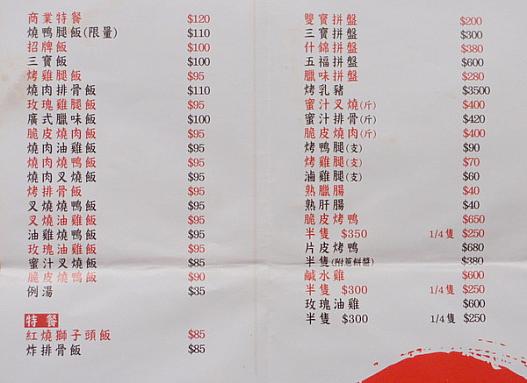 商業特餐 $120
燒鴨腿飯(限量) $110
招牌飯 $100
三寶飯 $100
烤雞腿飯 $95
燒肉排骨飯 $110
玫瑰雞腿飯 $95
廣式臘味飯 $100
脆皮燒肉飯 $95
燒肉油雞飯 $95
燒肉燒鴨飯 $95
燒肉叉燒飯 $95
烤排骨飯 $95
叉燒燒鴨飯 $95
叉燒油雞飯 $95
油雞燒鴨飯 $95
玫瑰油雞飯 $95
蜜汁叉燒飯 $85
脆皮燒鴨飯 $90
例湯 $35
特餐
紅燒獅子頭飯 $85
炸排骨飯 $85
雙寶拼盤 $200
三寶拼盤 $300
什錦拼盤 $380
五福拼盤 $600
臘味拼盤 $280
烤乳豬 $3500
蜜汁叉燒(斤) $400
蜜汁排骨(斤) $420
脆皮燒肉(斤) $400
烤鴨腿(支) $90
烤雞腿(支) $70
滷雞腿(支) $60
熟臘腸 $40
熟肝腸 $40
脆皮烤鴨 $650
半隻 $350 1/4隻 $250
片皮烤鴨 $680
半隻(附蔥餅醬) $380
鹹水雞 $600
半隻 $300 1/4隻 $250
玫瑰油雞 $600
半隻 $300 1/4隻 $250